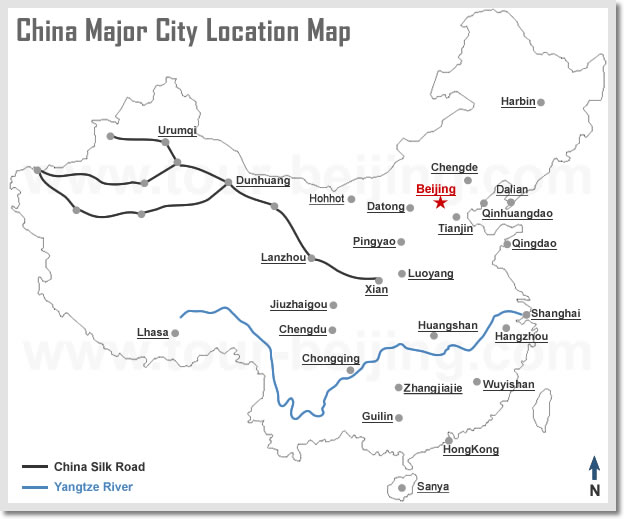 China Major City Location Map
Harbin
Urumqi
Chengde
www.tour-beijing.com
Dunhuang
Beijing
Dalian
Hohhot
Datong
Qinhuangdao
Tianjin
Pingyao
Qingdao
Lanzhou
Luoyang
Xian
Jiuzhaigou
Shanghai
Lhasa
Chengdu
Huangshan
Hangzhou
www.tour-beijing.com
Chongqing
Zhangjiajie
Wuyishan
Guilin
HongKong
China Silk Road
Yangtze River
Sanya
N